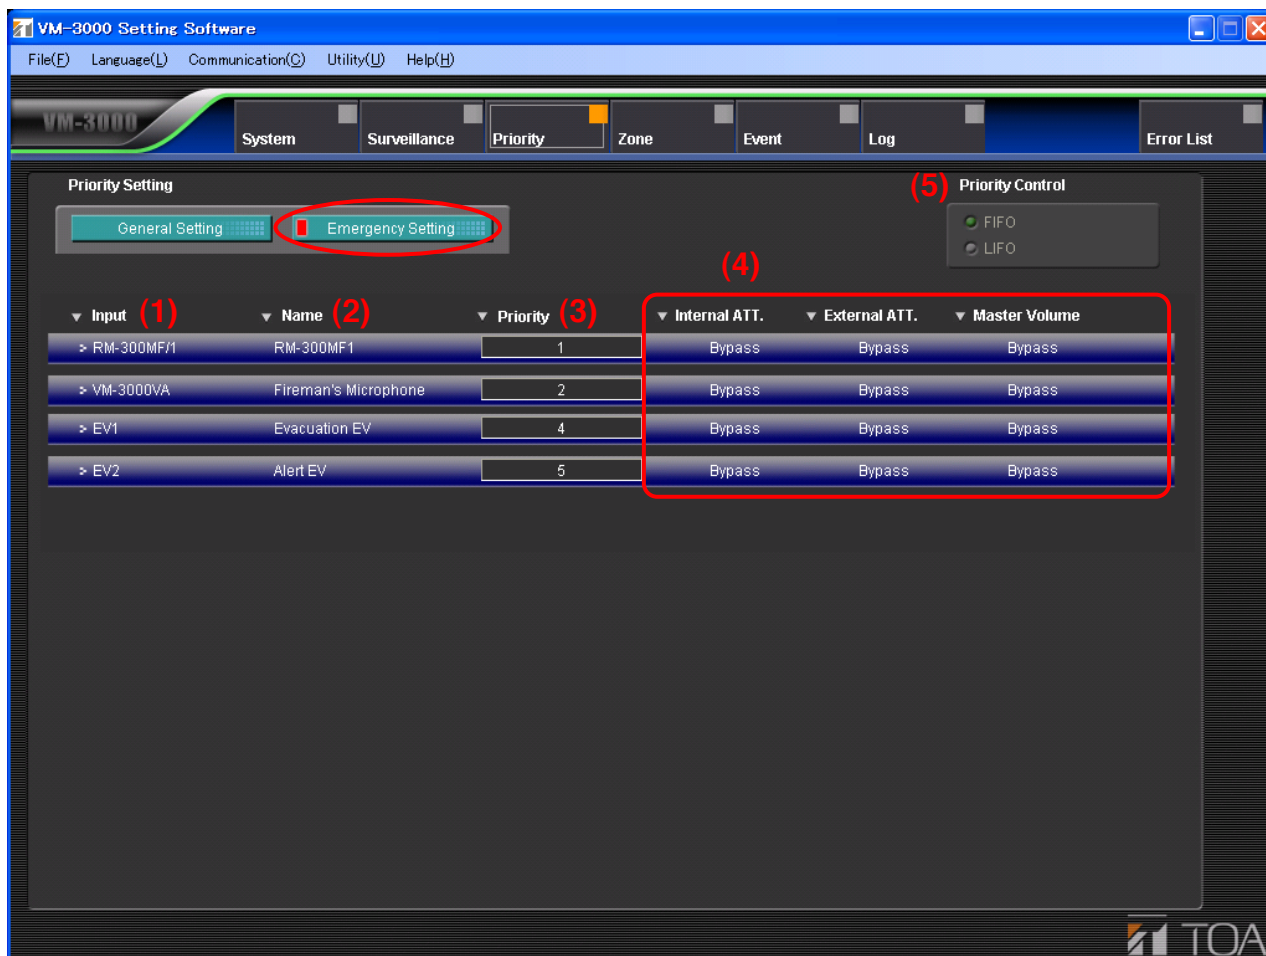 VM-3000 Setting Software
File(F) Language(L) Communication(C) Utility(U) Help(H)
VM-3000
System Surveillance Priority Zone Event Log Error List
Priority Setting (5) Priority Control
General Setting Emergency Setting FIFO
LIFO
(4)
Input (1) Name (2) Priority (3) Internal ATT. External ATT. Master Volume
RM-300MF/1 RM-300MF1 1 Bypass Bypass Bypass
VM-3000VA Fireman's Microphone 2 Bypass Bypass Bypass
EV1 Evacuation EV 4 Bypass Bypass Bypass
EV2 Alert EV 5 Bypass Bypass Bypass
TOA